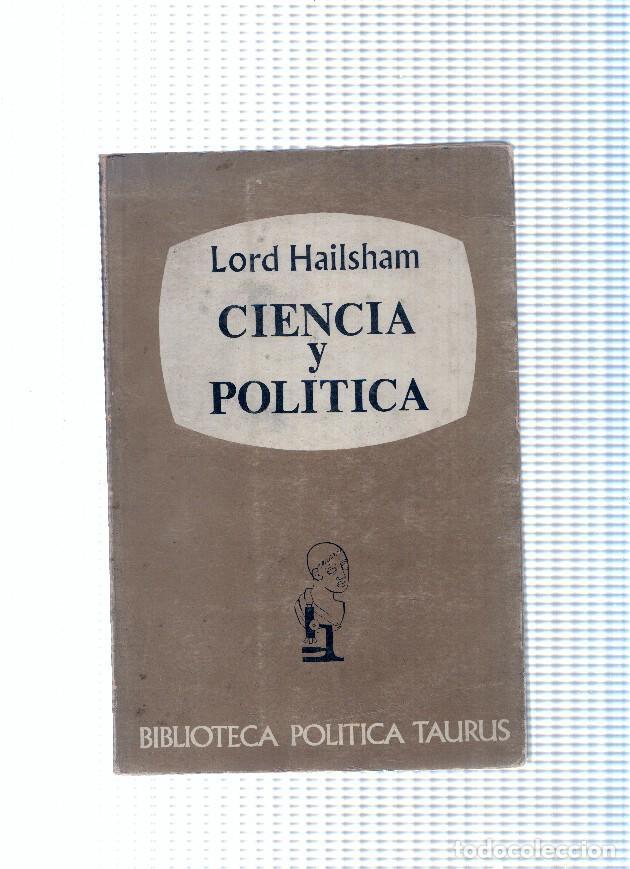 Lord Hailsham
CIENCIA
y
POLITICA
BIBLIOTECA POLITICA TAURUS
todocoleccion